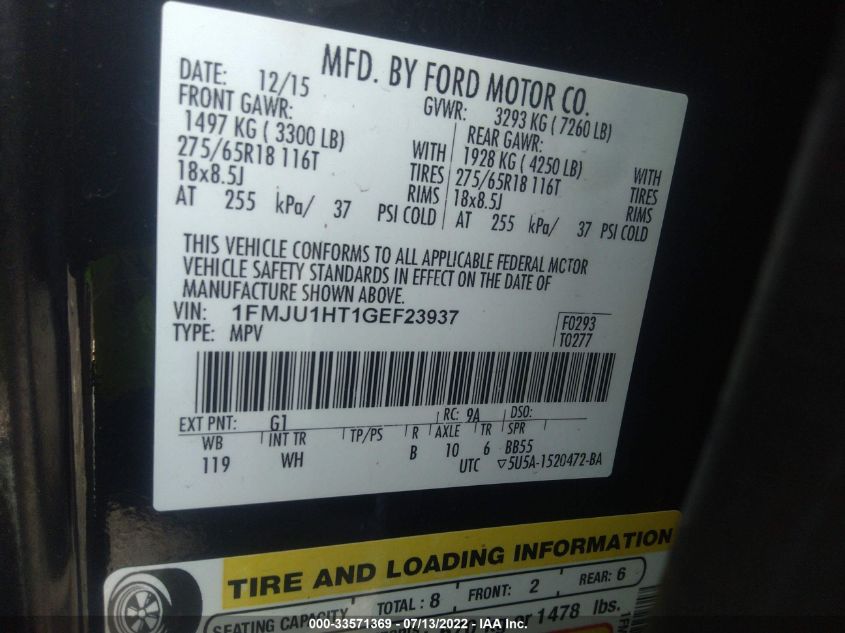 MFD. BY FORD MOTOR CO.
DATE: 12/15 GVWR: 3293 KG ( 7260 LB)
FRONT GAWR: REAR GAWR:
1497 KG ( 3300 LB) WITH 1928 KG ( 4250 LB) WITH
275/65R18 116T TIRES 275/65R18 116T TIRES
18x8.5J RIMS 18x8.5J RIMS
AT 255 kPa/ 37 PSI COLD AT 255 kPa/ 37 PSI COLD
THIS VEHICLE CONFORMS TO ALL APPLICABLE FEDERAL MOTOR
VEHICLE SAFETY STANDARDS IN EFFECT ON THE DATE OF
MANUFACTURE SHOWN ABOVE.
VIN: 1FMJU1HT1GEF23937 F0293
TYPE: MPV T0277
EXT PNT: G1 RC: 9A DSO:
WB INT TR TP/PS R AXLE TR SPR
119 WH B 10 6 BB55
UTC ▽5U5A-1520472-BA
TIRE AND LOADING INFORMATION
SEATING CAPACITY TOTAL : 8 FRONT: 2 REAR: 6
or 1478 lbs.
000-33571369 - 07/13/2022 - IAA Inc.